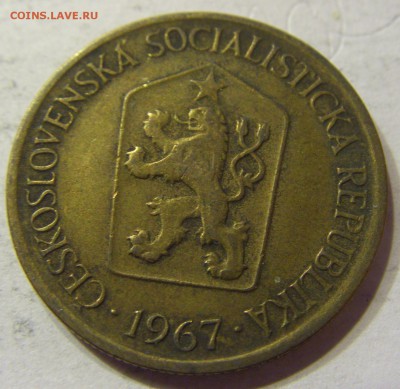 COINS.LAVE.RU
· ČESKOSLOVENSKÁ SOCIALISTICKÁ REPUBLIKA ·
1967